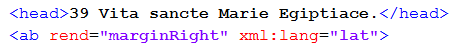 <head>39 Vita sancte Marie Egiptiace.</head>
<ab rend="marginRight" xml:lang="lat">